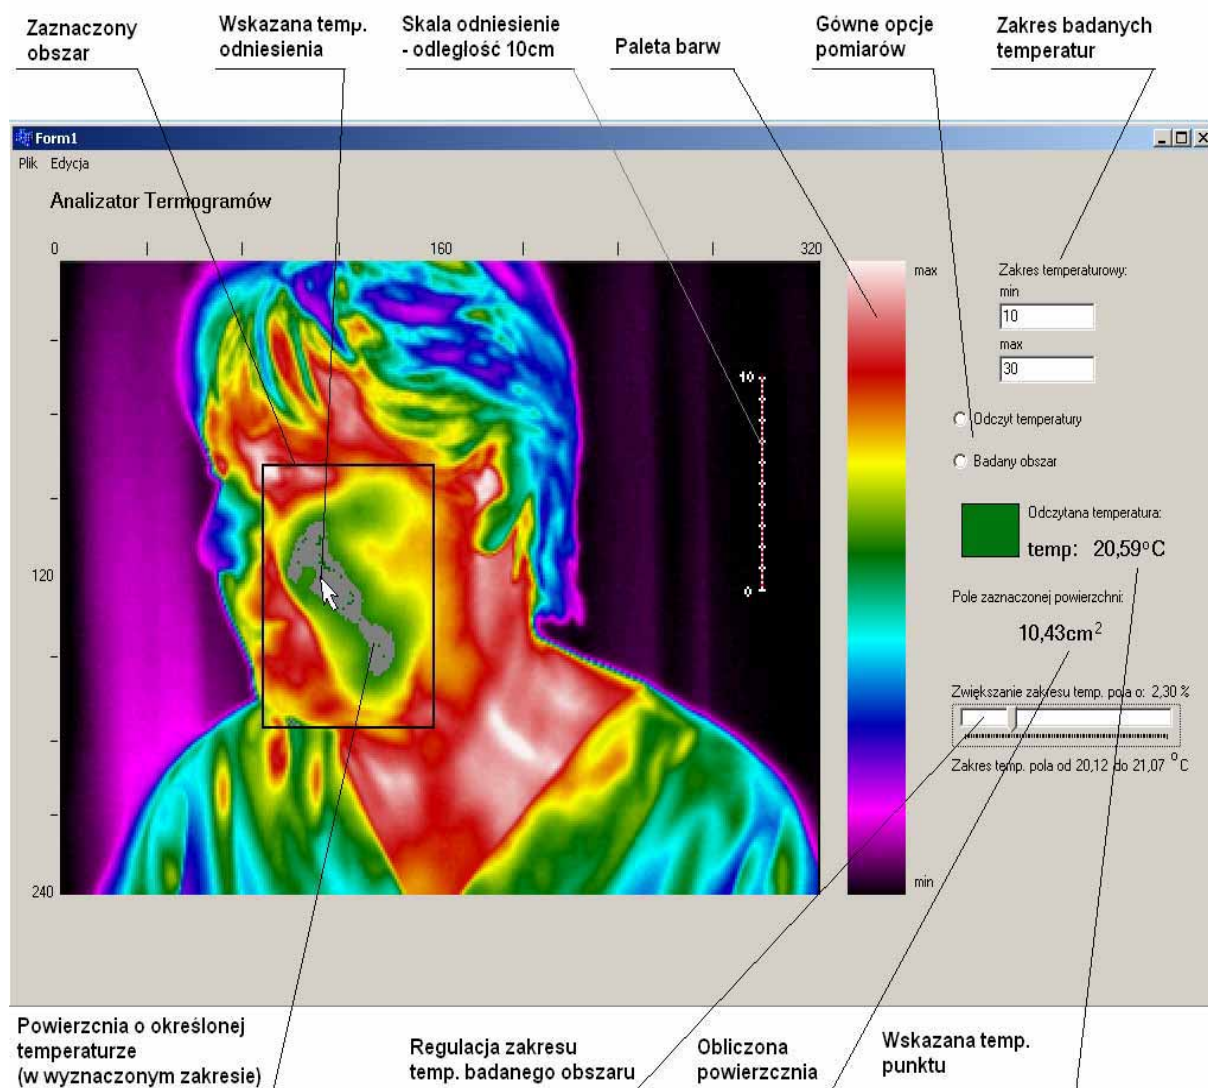 Zaznaczony
obszar
Wskazana temp.
odniesienia
Skala odniesienie
- odległość 10cm
Paleta barw
Gówne opcje
pomiarów
Zakres badanych
temperatur
Form1
Plik Edycja
Analizator Termogramów
0 160 320
120
240
10
0
max
min
Zakres temperaturowy:
min
10
max
30
Odczyt temperatury
Badany obszar
Odczytana temperatura:
temp: 20,59°C
Pole zaznaczonej powierzchni:
10,43cm²
Zwiększanie zakresu temp. pola o: 2,30 %
Zakres temp. pola od 20,12 do 21,07 °C
Powierzcnia o określonej
temperaturze
(w wyznaczonym zakresie)
Regulacja zakresu
temp. badanego obszaru
Obliczona
powierzcnia
Wskazana temp.
punktu